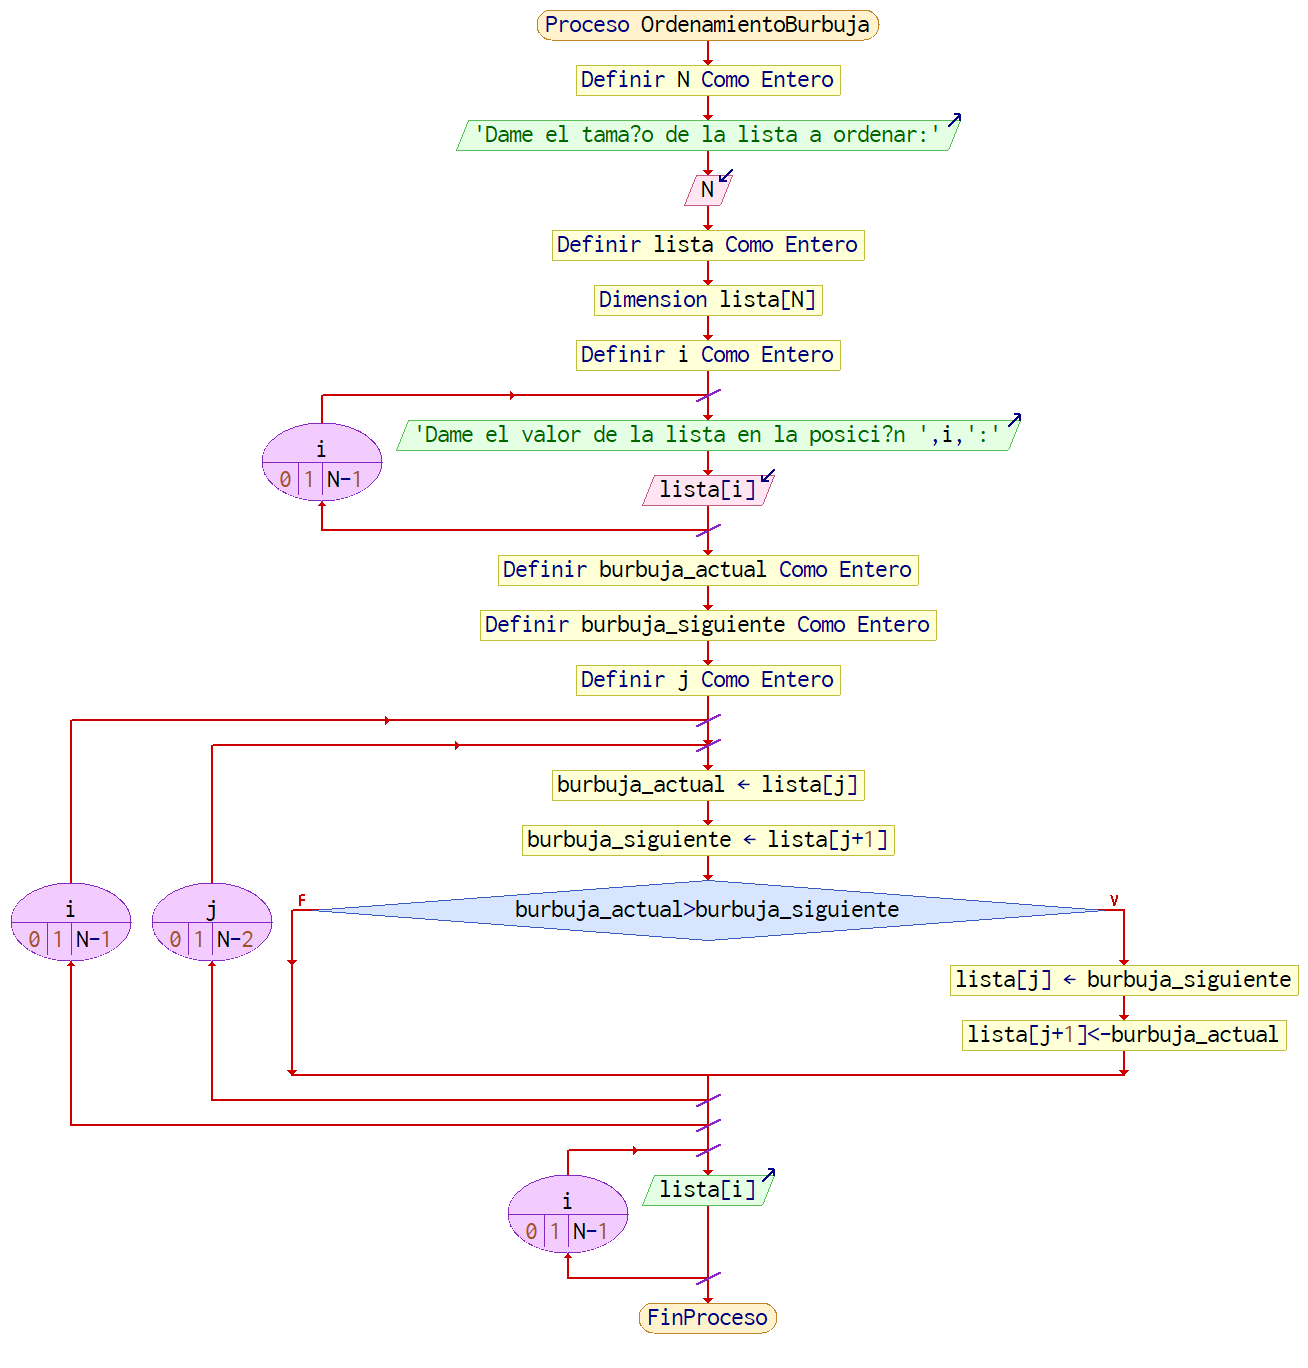 Proceso OrdenamientoBurbuja
Definir N Como Entero
'Dame el tama?o de la lista a ordenar:'
N
Definir lista Como Entero
Dimension lista[N]
Definir i Como Entero
'Dame el valor de la lista en la posici?n ',i,':'
i
0 1 N-1
lista[i]
Definir burbuja_actual Como Entero
Definir burbuja_siguiente Como Entero
Definir j Como Entero
burbuja_actual ← lista[j]
burbuja_siguiente ← lista[j+1]
F
V
i
0 1 N-1
j
0 1 N-2
burbuja_actual>burbuja_siguiente
lista[j] ← burbuja_siguiente
lista[j+1]<-burbuja_actual
lista[i]
i
0 1 N-1
FinProceso